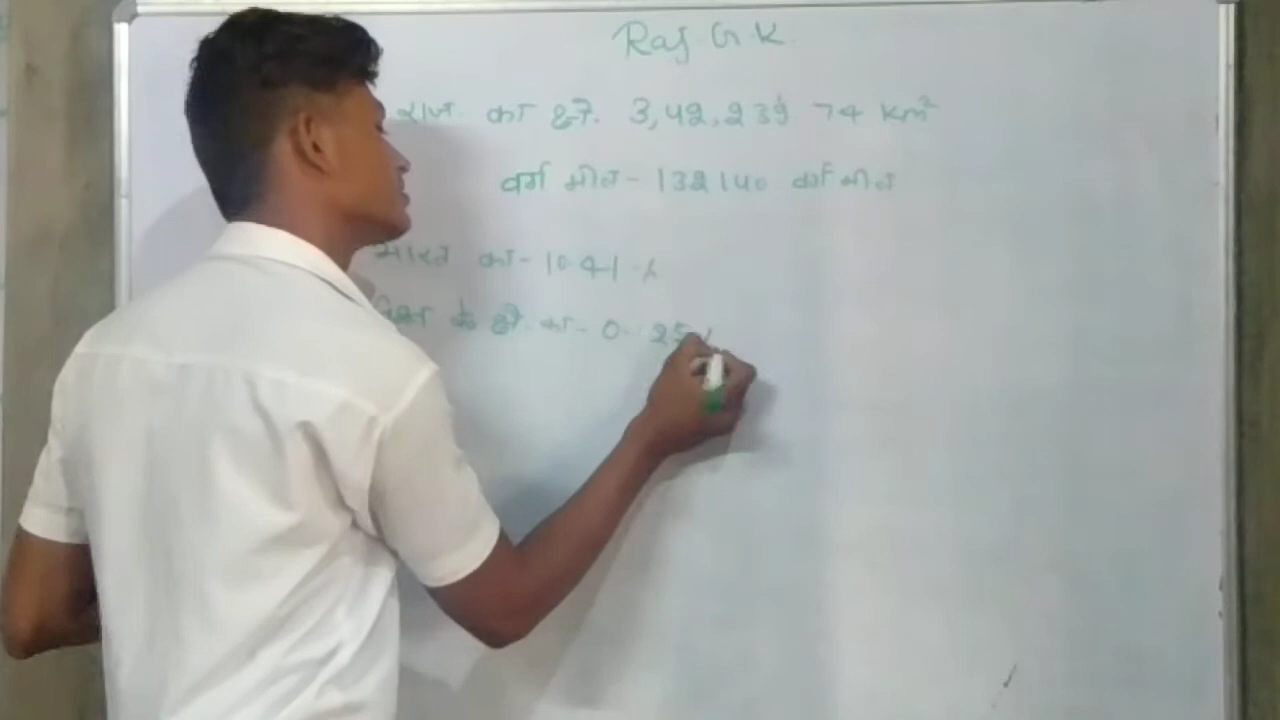 Raj G.K
राज. का क्षे. 3,42,239 74 km²
वर्ग मील - 132140 वर्ग मील
भारत का - 10.41 %
के क्षे. का - 0. 25%